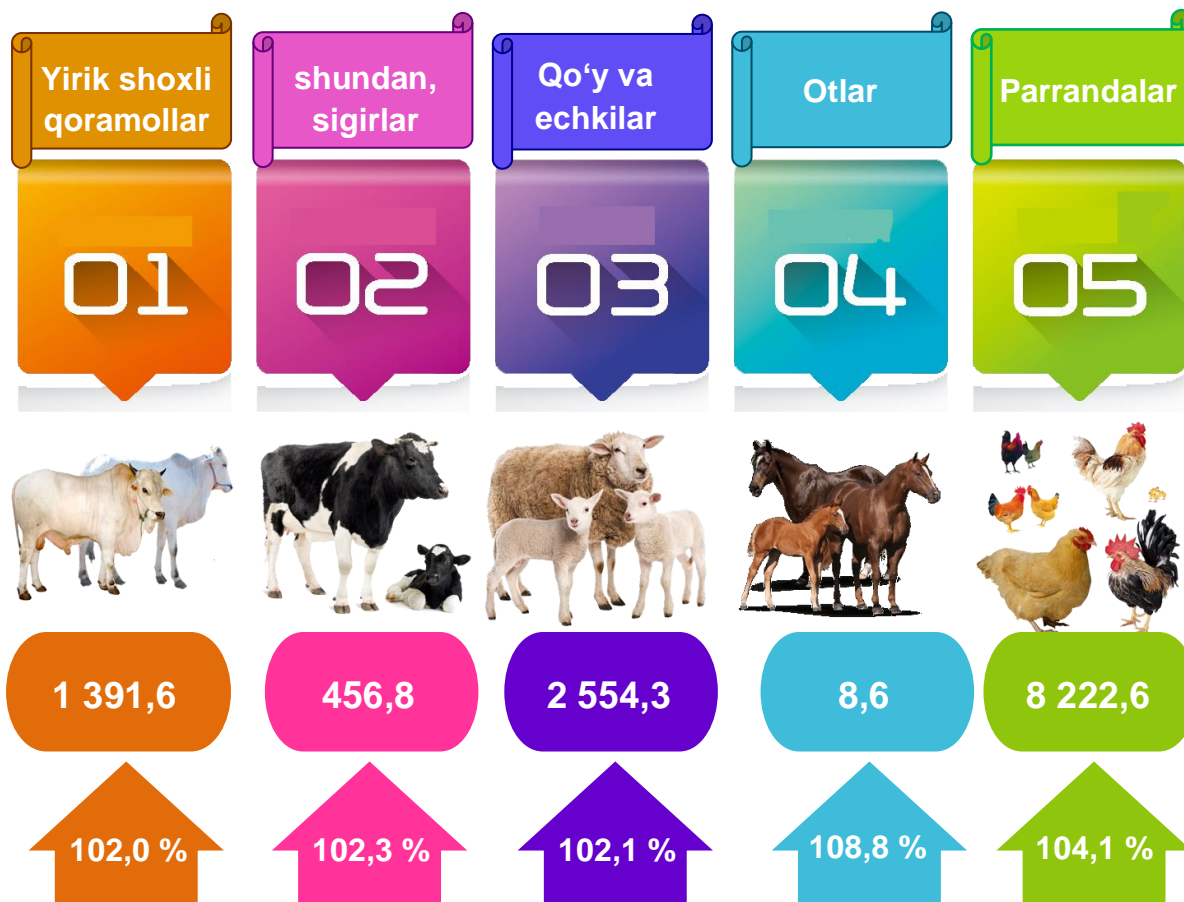 Yirik shoxli
qoramollar
shundan,
sigirlar
Qo‘y va
echkilar
Otlar
Parrandalar
01
02
03
04
05
1 391,6
456,8
2 554,3
8,6
8 222,6
102,0 %
102,3 %
102,1 %
108,8 %
104,1 %